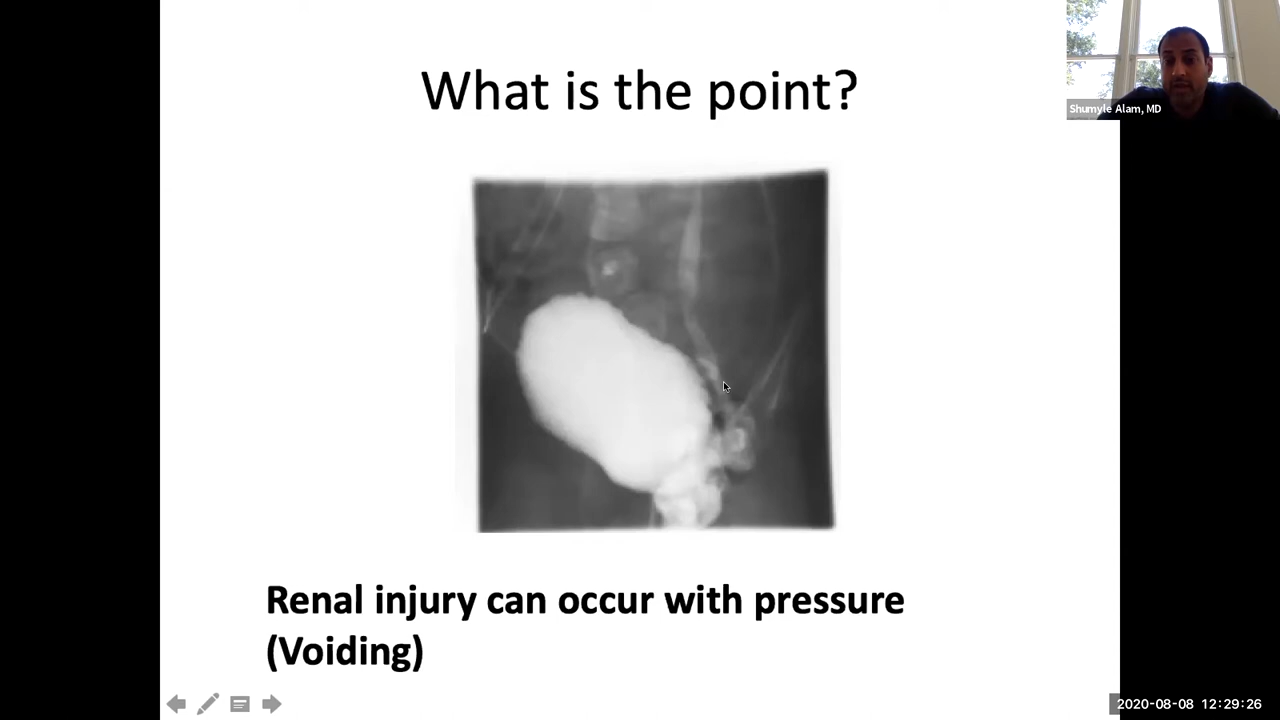 What is the point?
Shumyle Alam, MD
Renal injury can occur with pressure
(Voiding)
2020-08-08 12:29:26